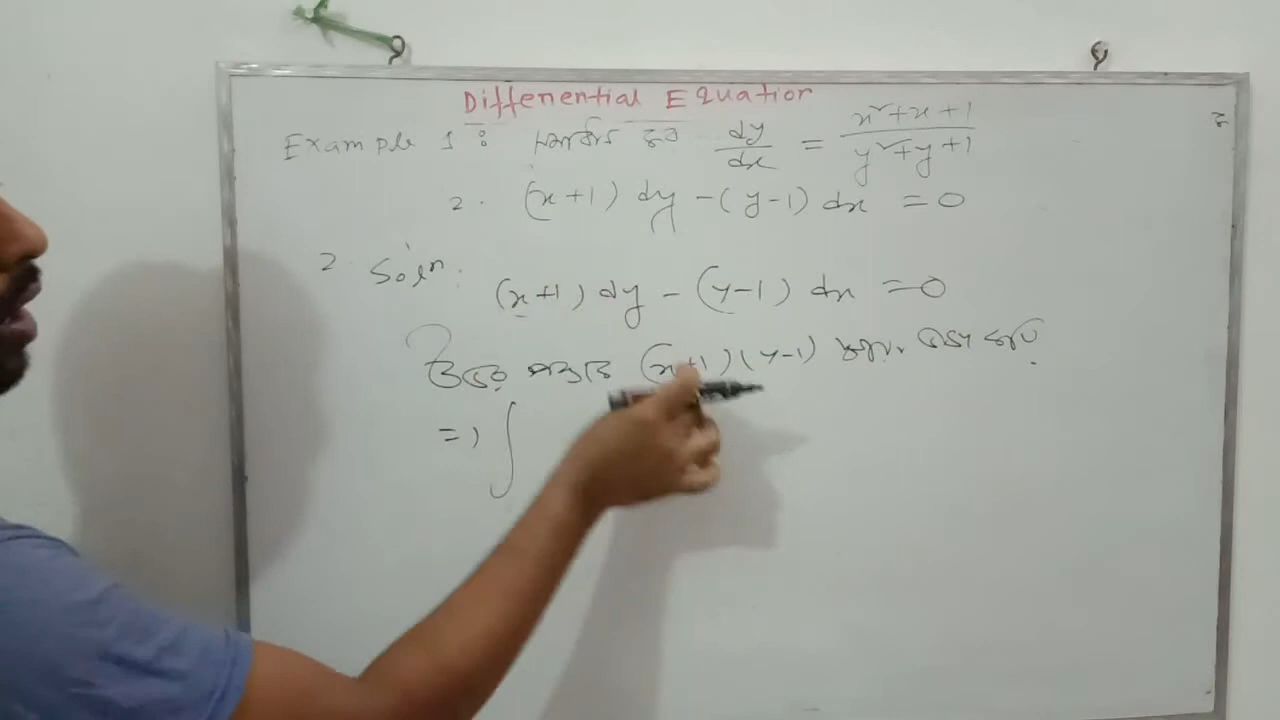 Differential Equation
Example 1 : সমাধান কর dy/dx = x²+x+1 / y²+y+1
2. (x+1) dy - (y-1) dx = 0
2. Solⁿ: (x+1) dy - (y-1) dx = 0
উভয় পক্ষকে (x+1)(y-1) দ্বারা ভাগ করি
=> ∫